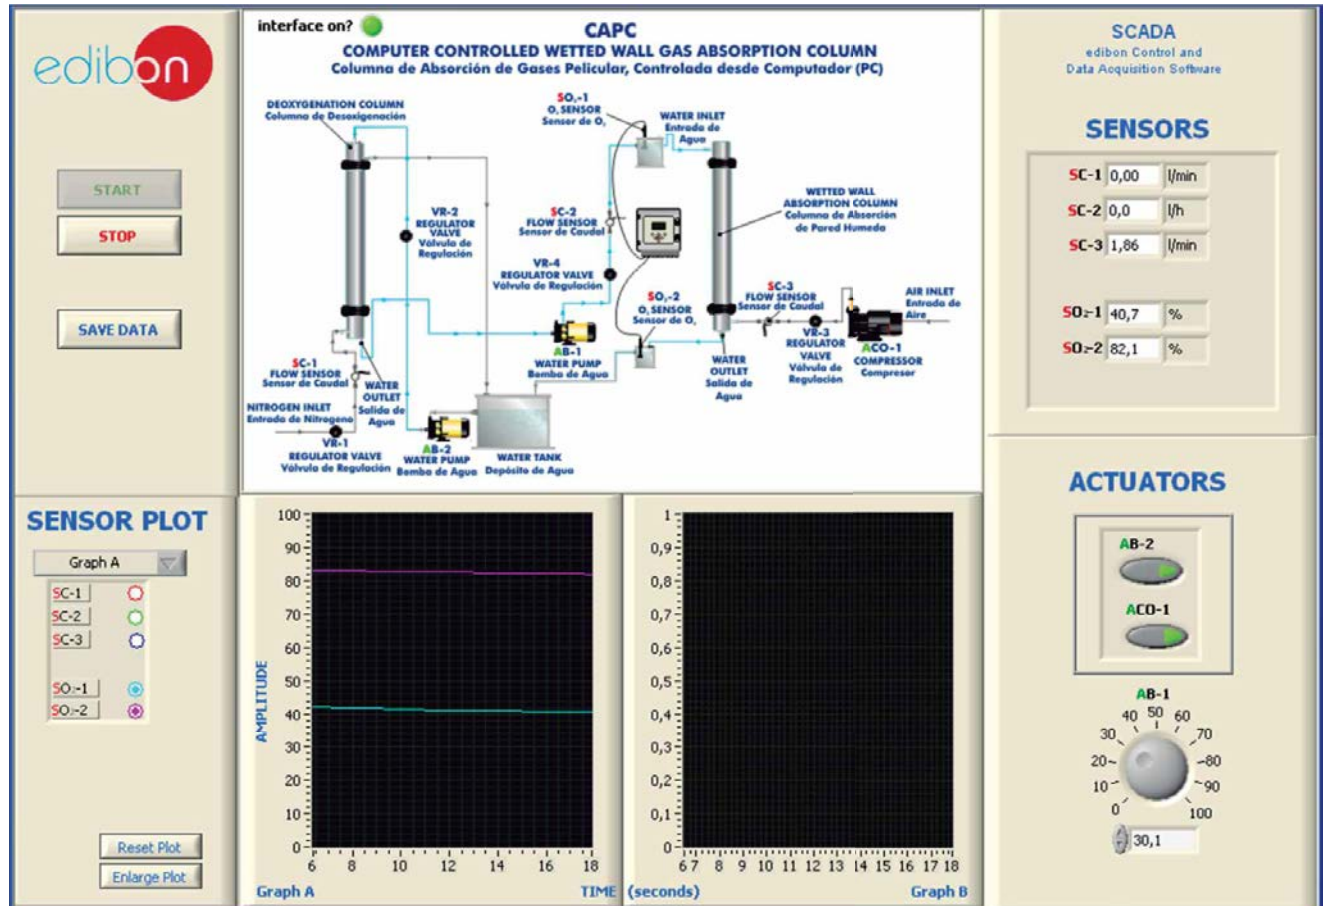 edibon
START
STOP
SAVE DATA
interface on?
CAPC
COMPUTER CONTROLLED WETTED WALL GAS ABSORPTION COLUMN
Columna de Absorción de Gases Pelicular, Controlada desde Computador (PC)
DEOXYGENATION COLUMN
Columna de Desoxigenación
VR-2
REGULATOR
VALVE
Válvula de
Regulación
SO₂-1
O₂ SENSOR
Sensor de O₂
WATER INLET
Entrada de
Agua
SC-2
FLOW SENSOR
Sensor de Caudal
VR-4
REGULATOR VALVE
Válvula de Regulación
WETTED WALL
ABSORPTION COLUMN
Columna de Absorción
de Pared Humeda
SO₂-2
O₂ SENSOR
Sensor de O₂
SC-3
FLOW SENSOR
Sensor de Caudal
AIR INLET
Entrada de
Aire
AB-1
WATER PUMP
Bomba de Agua
VR-3
REGULATOR
VALVE
Válvula de
Regulación
ACO-1
COMPRESSOR
Compresor
WATER
OUTLET
Salida de
Agua
SC-1
FLOW SENSOR
Sensor de Caudal
WATER
OUTLET
Salida de
Agua
NITROGEN INLET
Entrada de Nitrogeno
VR-1
REGULATOR VALVE
Válvula de Regulación
AB-2
WATER PUMP
Bomba de Agua
WATER TANK
Depósito de Agua
SCADA
edibon Control and
Data Acquisition Software
SENSORS
SC-1 0,00 l/min
SC-2 0,0 l/h
SC-3 1,86 l/min
SO₂-1 40,7 %
SO₂-2 82,1 %
SENSOR PLOT
Graph A
SC-1
SC-2
SC-3
SO₂-1
SO₂-2
Reset Plot
Enlarge Plot
AMPLITUDE
100
90
80
70
60
50
40
30
20
10
0
6 8 10 12 14 16 18
Graph A
TIME (seconds)
1
0,9
0,8
0,7
0,6
0,5
0,4
0,3
0,2
0,1
0
6 7 8 9 10 11 12 13 14 15 16 17 18
Graph B
ACTUATORS
AB-2
ACO-1
AB-1
0 10 20 30 40 50 60 70 80 90 100
30,1